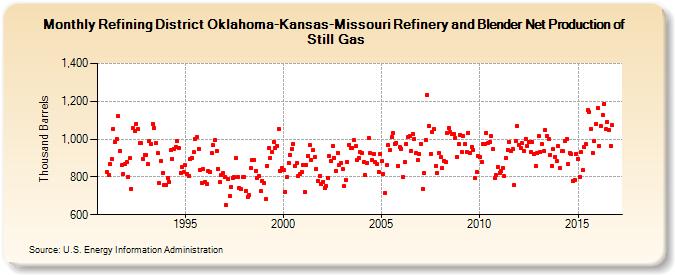 Monthly Refining District Oklahoma-Kansas-Missouri Refinery and Blender Net Production of
Still Gas
Thousand Barrels
1,400
1,200
1,000
800
600
1995
2000
2005
2010
2015
Source: U.S. Energy Information Administration